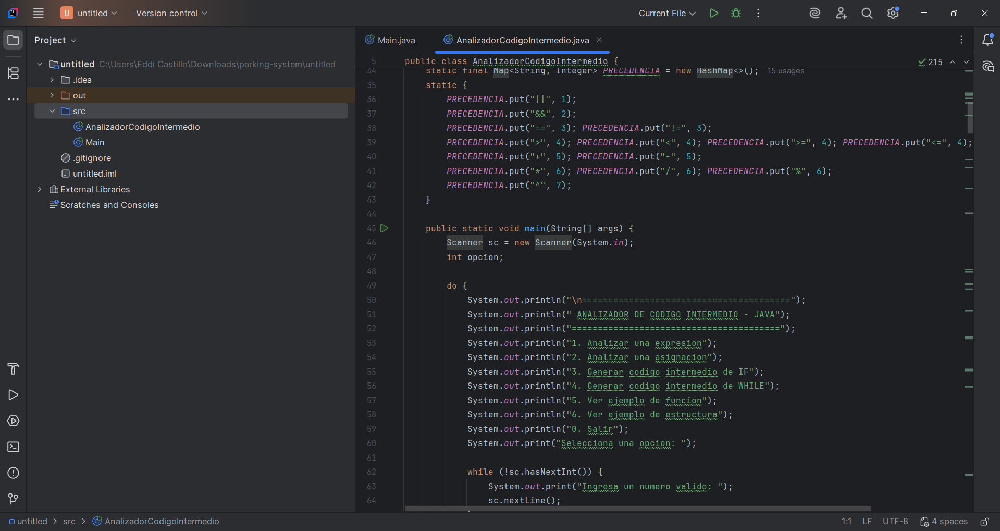 U untitled Version control Current File
Project
Main.java AnalizadorCodigoIntermedio.java
untitled C:\Users\Eddi Castillo\Downloads\parking-system\untitled
.idea
out
src
AnalizadorCodigoIntermedio
Main
.gitignore
untitled.iml
External Libraries
Scratches and Consoles
215
5 public class AnalizadorCodigoIntermedio {
34 static final Map<String, Integer> PRECEDENCIA = new HashMap<>(); 15 usages
35 static {
36 PRECEDENCIA.put("||", 1);
37 PRECEDENCIA.put("&&", 2);
38 PRECEDENCIA.put("==", 3); PRECEDENCIA.put("!=", 3);
39 PRECEDENCIA.put(">", 4); PRECEDENCIA.put("<", 4); PRECEDENCIA.put(">=", 4); PRECEDENCIA.put("<=", 4);
40 PRECEDENCIA.put("+", 5); PRECEDENCIA.put("-", 5);
41 PRECEDENCIA.put("*", 6); PRECEDENCIA.put("/", 6); PRECEDENCIA.put("%", 6);
42 PRECEDENCIA.put("^", 7);
43 }
44
45 public static void main(String[] args) {
46 Scanner sc = new Scanner(System.in);
47 int opcion;
48
49 do {
50 System.out.println("\n========================================");
51 System.out.println(" ANALIZADOR DE CODIGO INTERMEDIO - JAVA");
52 System.out.println("========================================");
53 System.out.println("1. Analizar una expresion");
54 System.out.println("2. Analizar una asignacion");
55 System.out.println("3. Generar codigo intermedio de IF");
56 System.out.println("4. Generar codigo intermedio de WHILE");
57 System.out.println("5. Ver ejemplo de funcion");
58 System.out.println("6. Ver ejemplo de estructura");
59 System.out.println("0. Salir");
60 System.out.print("Selecciona una opcion: ");
61
62 while (!sc.hasNextInt()) {
63 System.out.print("Ingresa un numero valido: ");
64 sc.nextLine();
untitled src AnalizadorCodigoIntermedio
1:1 LF UTF-8 4 spaces